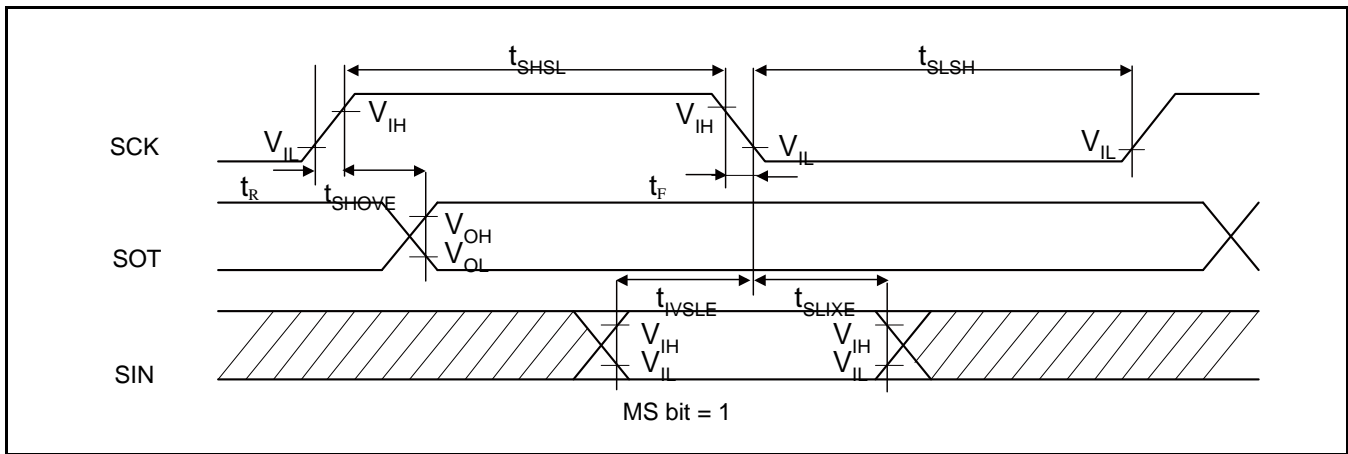 tSHSL tSLSH
VIH VIH
SCK VIL VIL VIL
tR tSHOVE tF
VOH
SOT VOL
tIVSLE tSLIXE
VIH VIH
SIN VIL VIL
MS bit = 1